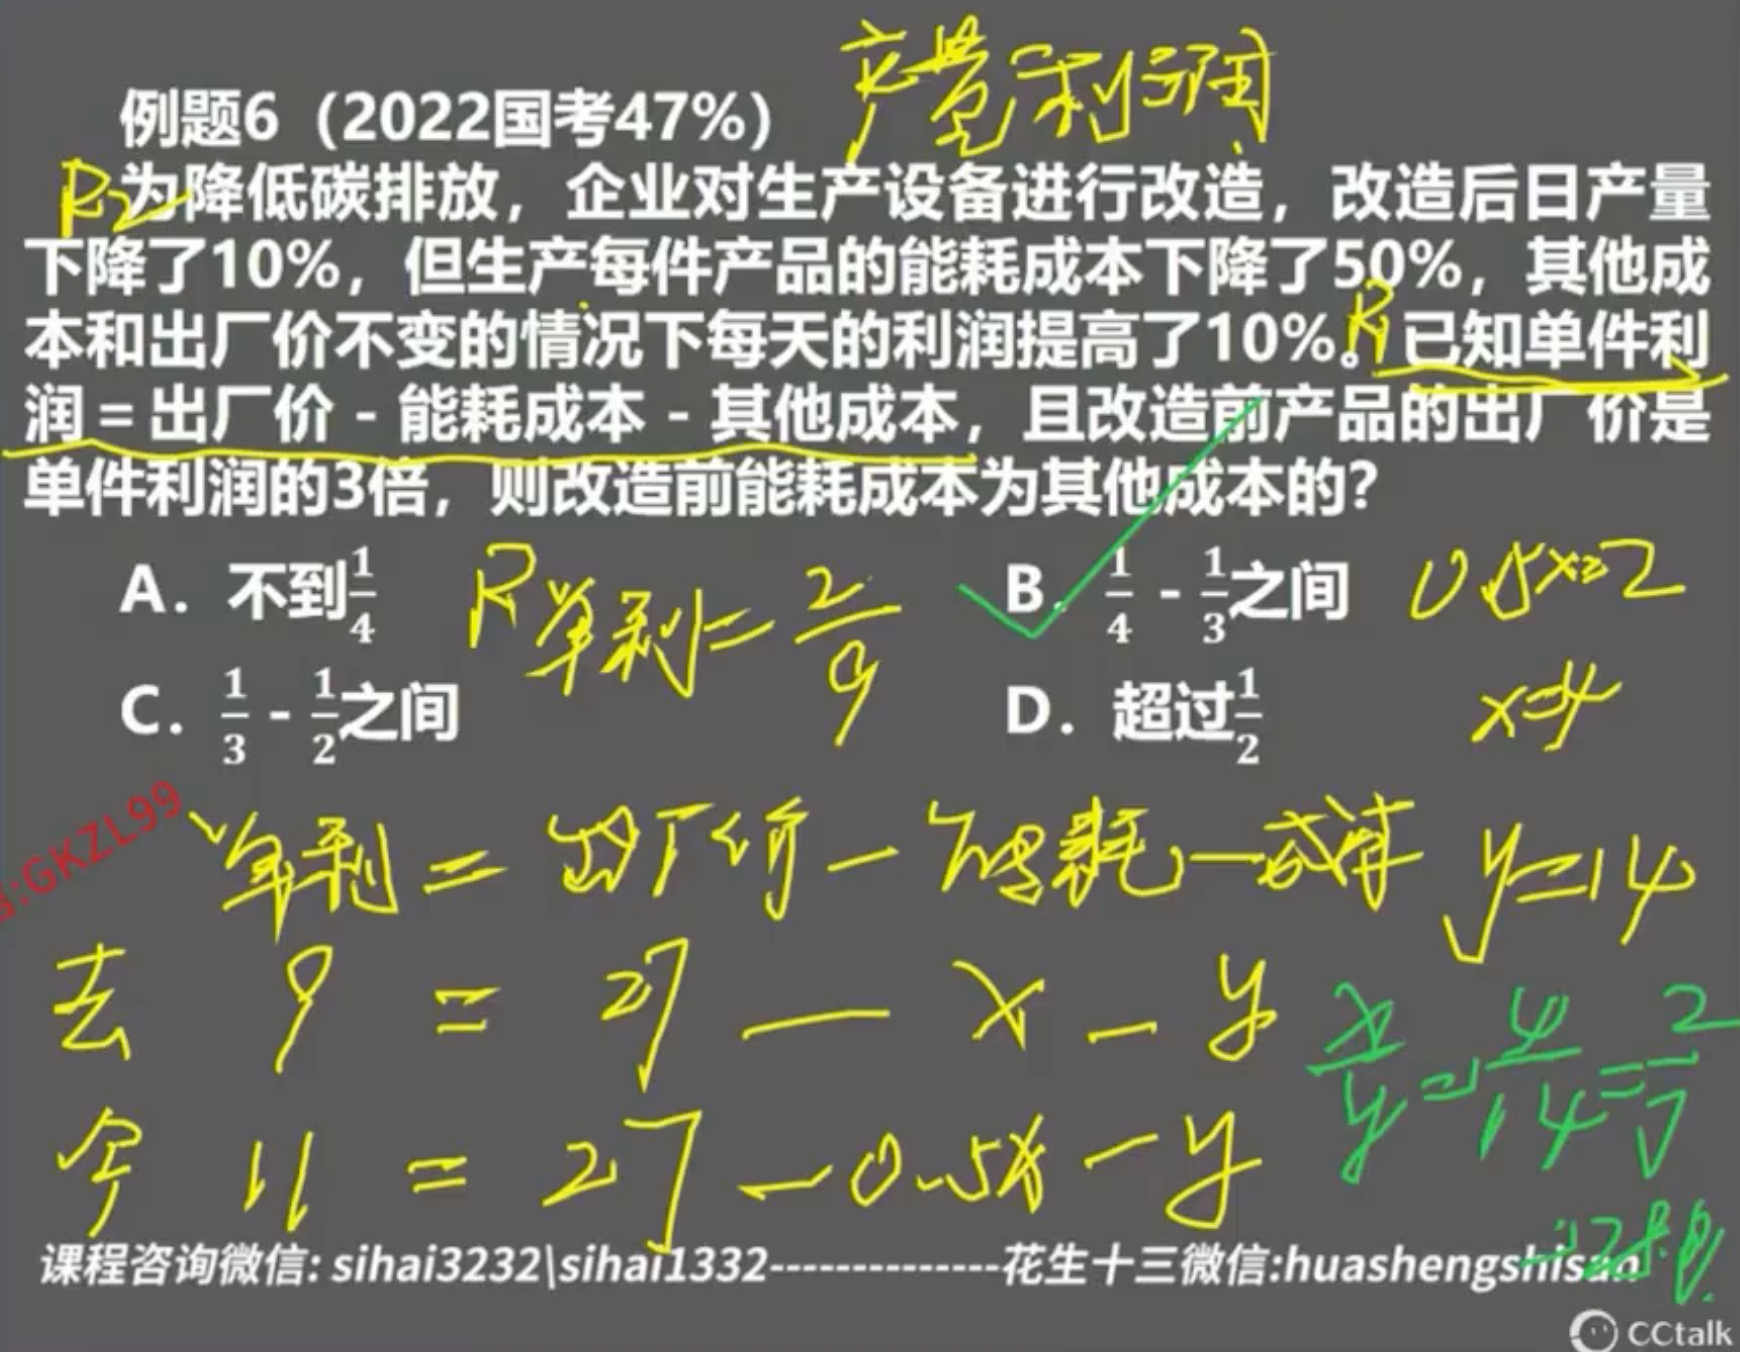 产量利润
例题6（2022国考47%）
R2
为降低碳排放，企业对生产设备进行改造，改造后日产量
下降了10%，但生产每件产品的能耗成本下降了50%，其他成
本和出厂价不变的情况下每天的利润提高了10%。已知单件利
R1
润=出厂价-能耗成本-其他成本，且改造前产品的出厂价是
单件利润的3倍，则改造前能耗成本为其他成本的？
A. 不到1/4
B. 1/4-1/3之间
C. 1/3-1/2之间
D. 超过1/2
R单利=2/9
0.5x=2
x=4
单利=出厂价-能耗-成本
y=14
去 9=27-x-y
今 11=27-0.5x-y
x/y=4/14=2/7
:GKZL99
课程咨询微信: sihai3232\sihai1332---------------花生十三微信:huashengshisan
CCtalk